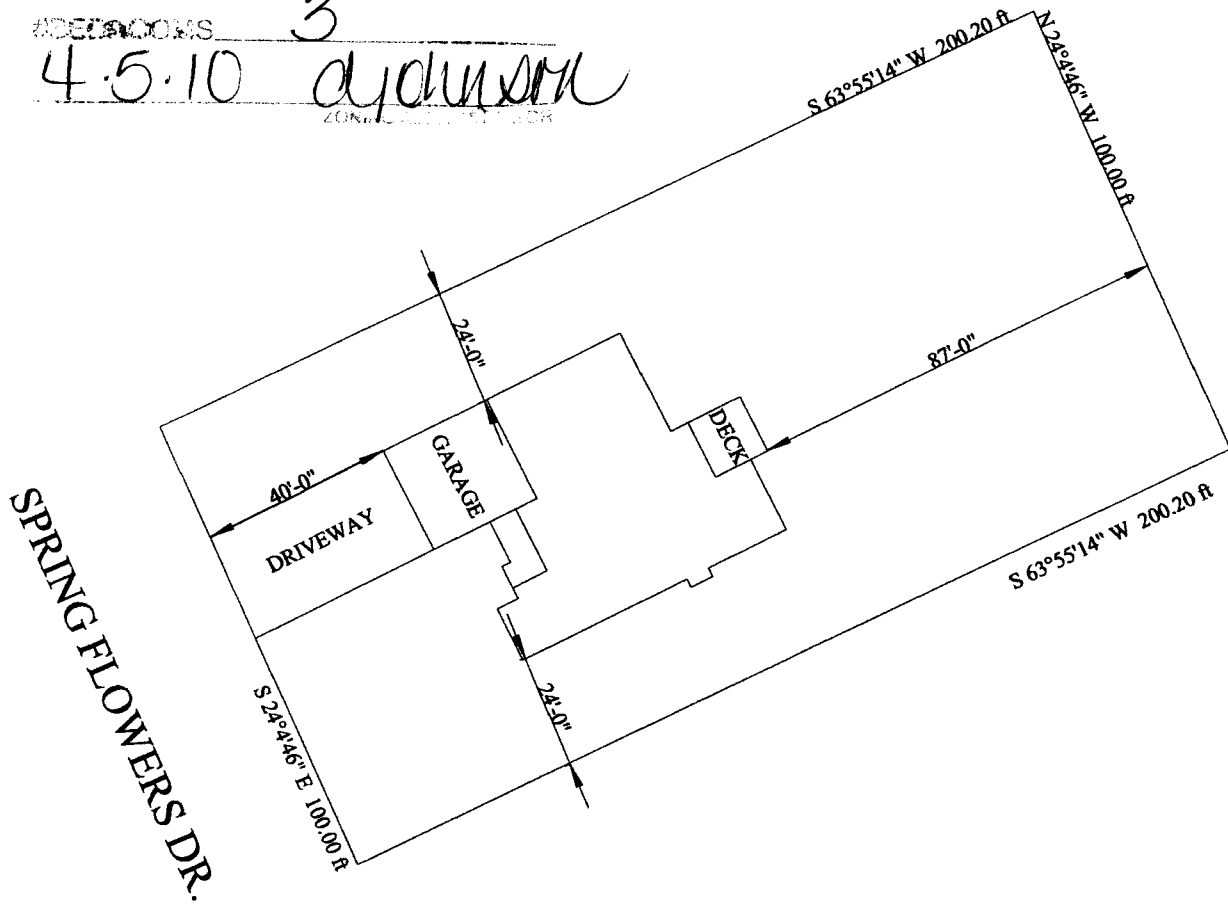 #BEDROOMS 3
4.5.10 djohnson
S 63°55'14" W 200.20 ft
N 24°4'46" W 100.00 ft
24'-0"
87'-0"
DECK
GARAGE
40'-0"
DRIVEWAY
SPRING FLOWERS DR.
S 63°55'14" W 200.20 ft
24'-0"
S 24°4'46" E 100.00 ft